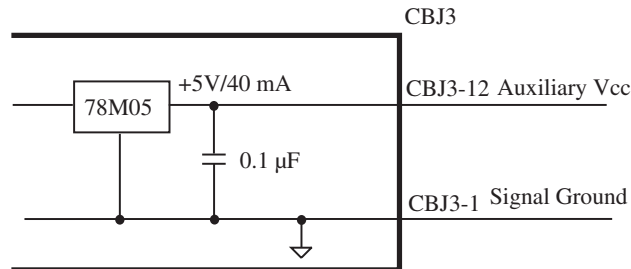 CBJ3
+5V/40 mA
CBJ3-12 Auxiliary Vcc
78M05
0.1 µF
CBJ3-1 Signal Ground